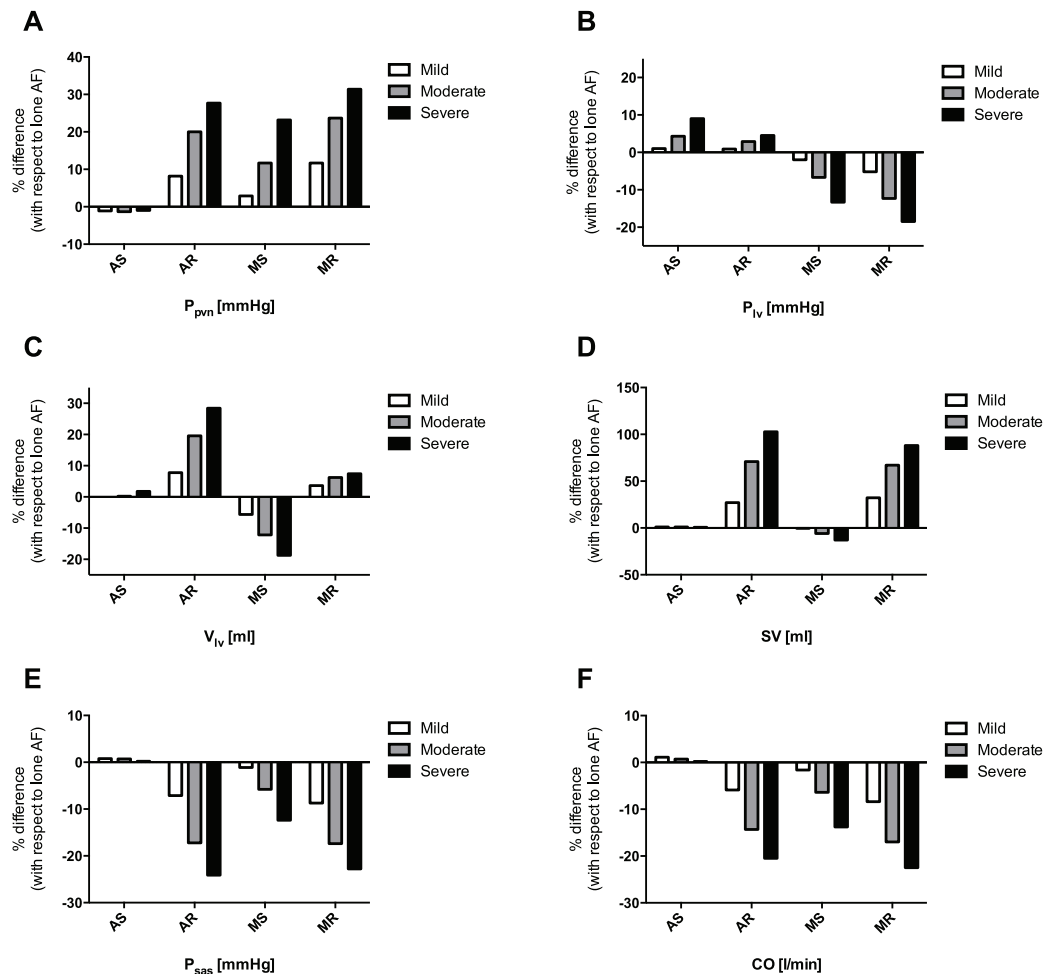 A
% difference
(with respect to lone AF)
40
30
20
10
0
-10
AS
AR
MS
MR
P_pvn [mmHg]
Mild
Moderate
Severe
B
% difference
(with respect to lone AF)
20
10
0
-10
-20
AS
AR
MS
MR
P_lv [mmHg]
Mild
Moderate
Severe
C
% difference
(with respect to lone AF)
30
20
10
0
-10
-20
AS
AR
MS
MR
V_lv [ml]
Mild
Moderate
Severe
D
% difference
(with respect to lone AF)
150
100
50
0
-50
AS
AR
MS
MR
SV [ml]
Mild
Moderate
Severe
E
% difference
(with respect to lone AF)
10
0
-10
-20
-30
AS
AR
MS
MR
P_sas [mmHg]
Mild
Moderate
Severe
F
% difference
(with respect to lone AF)
10
0
-10
-20
-30
AS
AR
MS
MR
CO [l/min]
Mild
Moderate
Severe